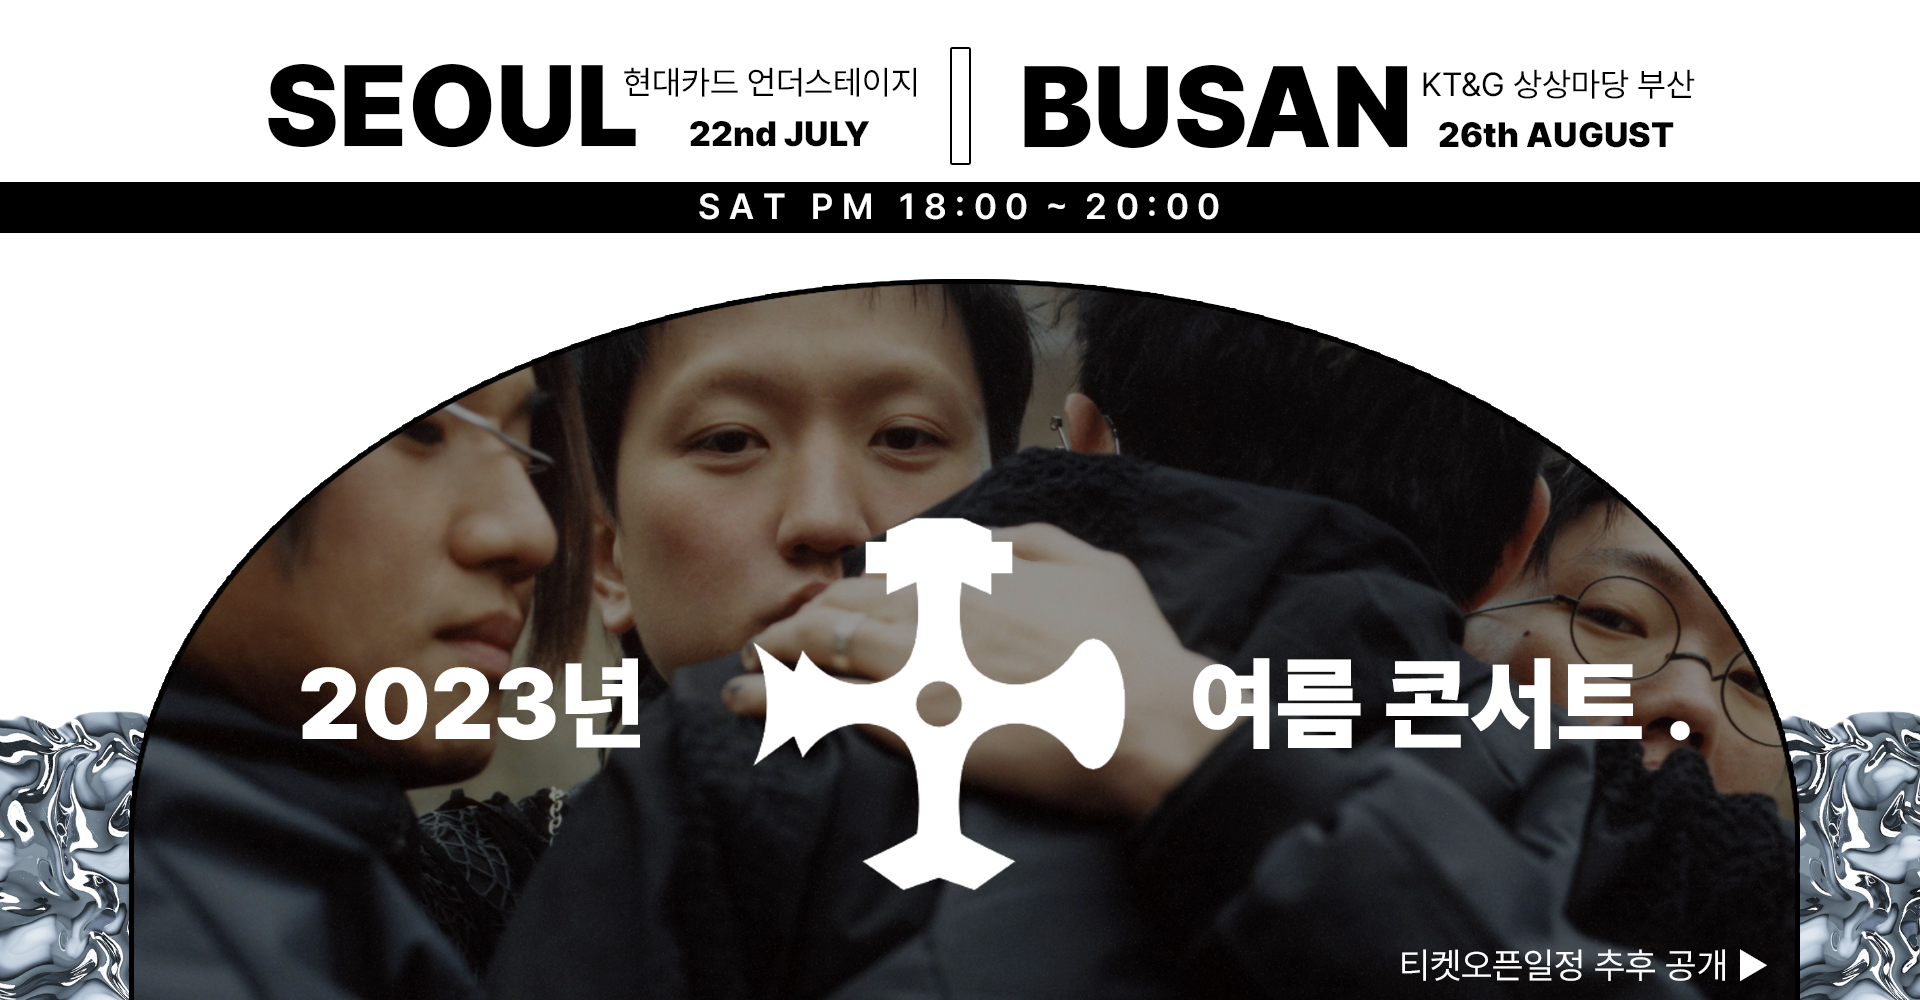 SEOUL 현대카드 언더스테이지
22nd JULY
BUSAN KT&G 상상마당 부산
26th AUGUST
SAT PM 18:00 ~ 20:00
2023년 여름 콘서트.
티켓오픈일정 추후 공개 ▶